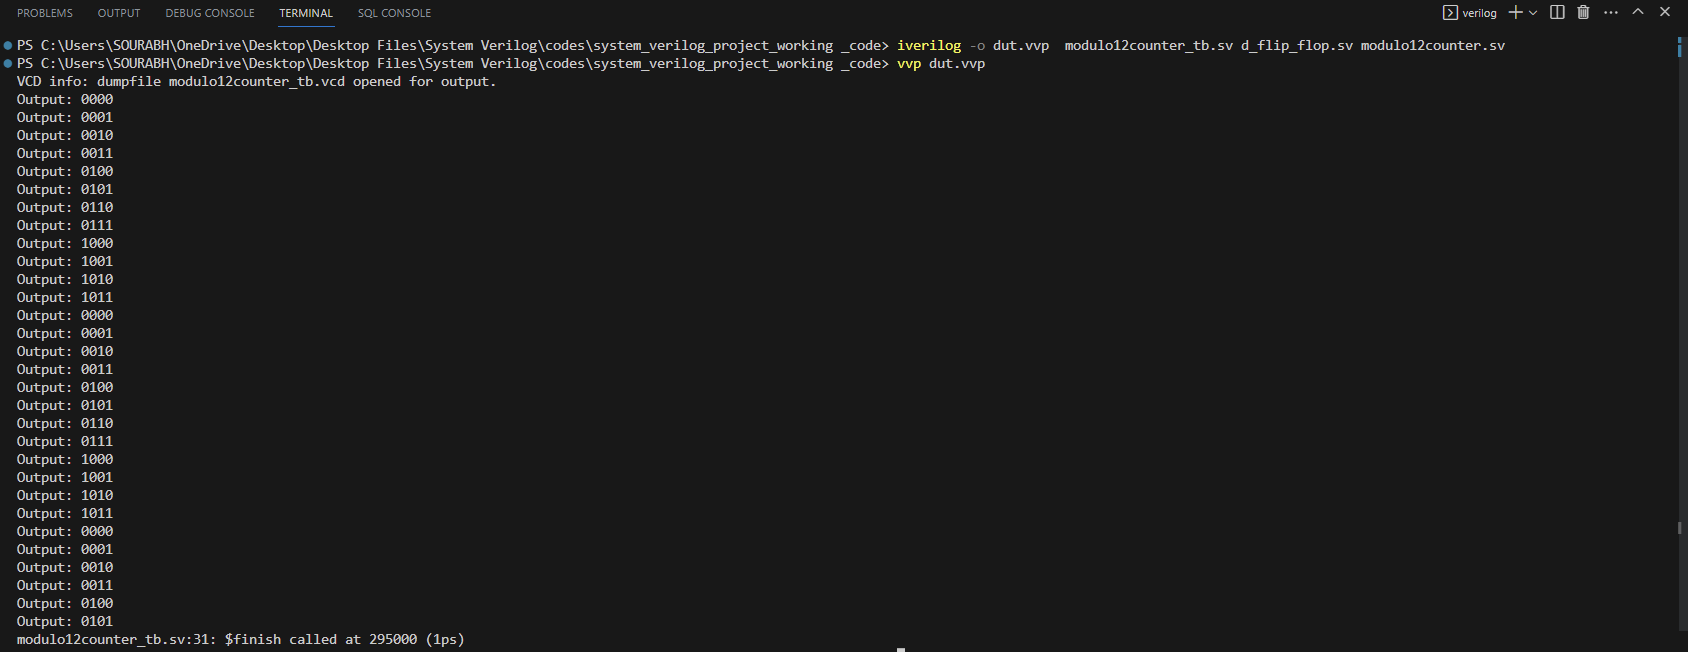 PROBLEMS OUTPUT DEBUG CONSOLE TERMINAL SQL CONSOLE verilog
PS C:\Users\SOURABH\OneDrive\Desktop\Desktop Files\System Verilog\codes\system_verilog_project_working _code> iverilog -o dut.vvp  modulo12counter_tb.sv d_flip_flop.sv modulo12counter.sv
PS C:\Users\SOURABH\OneDrive\Desktop\Desktop Files\System Verilog\codes\system_verilog_project_working _code> vvp dut.vvp
VCD info: dumpfile modulo12counter_tb.vcd opened for output.
Output: 0000
Output: 0001
Output: 0010
Output: 0011
Output: 0100
Output: 0101
Output: 0110
Output: 0111
Output: 1000
Output: 1001
Output: 1010
Output: 1011
Output: 0000
Output: 0001
Output: 0010
Output: 0011
Output: 0100
Output: 0101
Output: 0110
Output: 0111
Output: 1000
Output: 1001
Output: 1010
Output: 1011
Output: 0000
Output: 0001
Output: 0010
Output: 0011
Output: 0100
Output: 0101
modulo12counter_tb.sv:31: $finish called at 295000 (1ps)